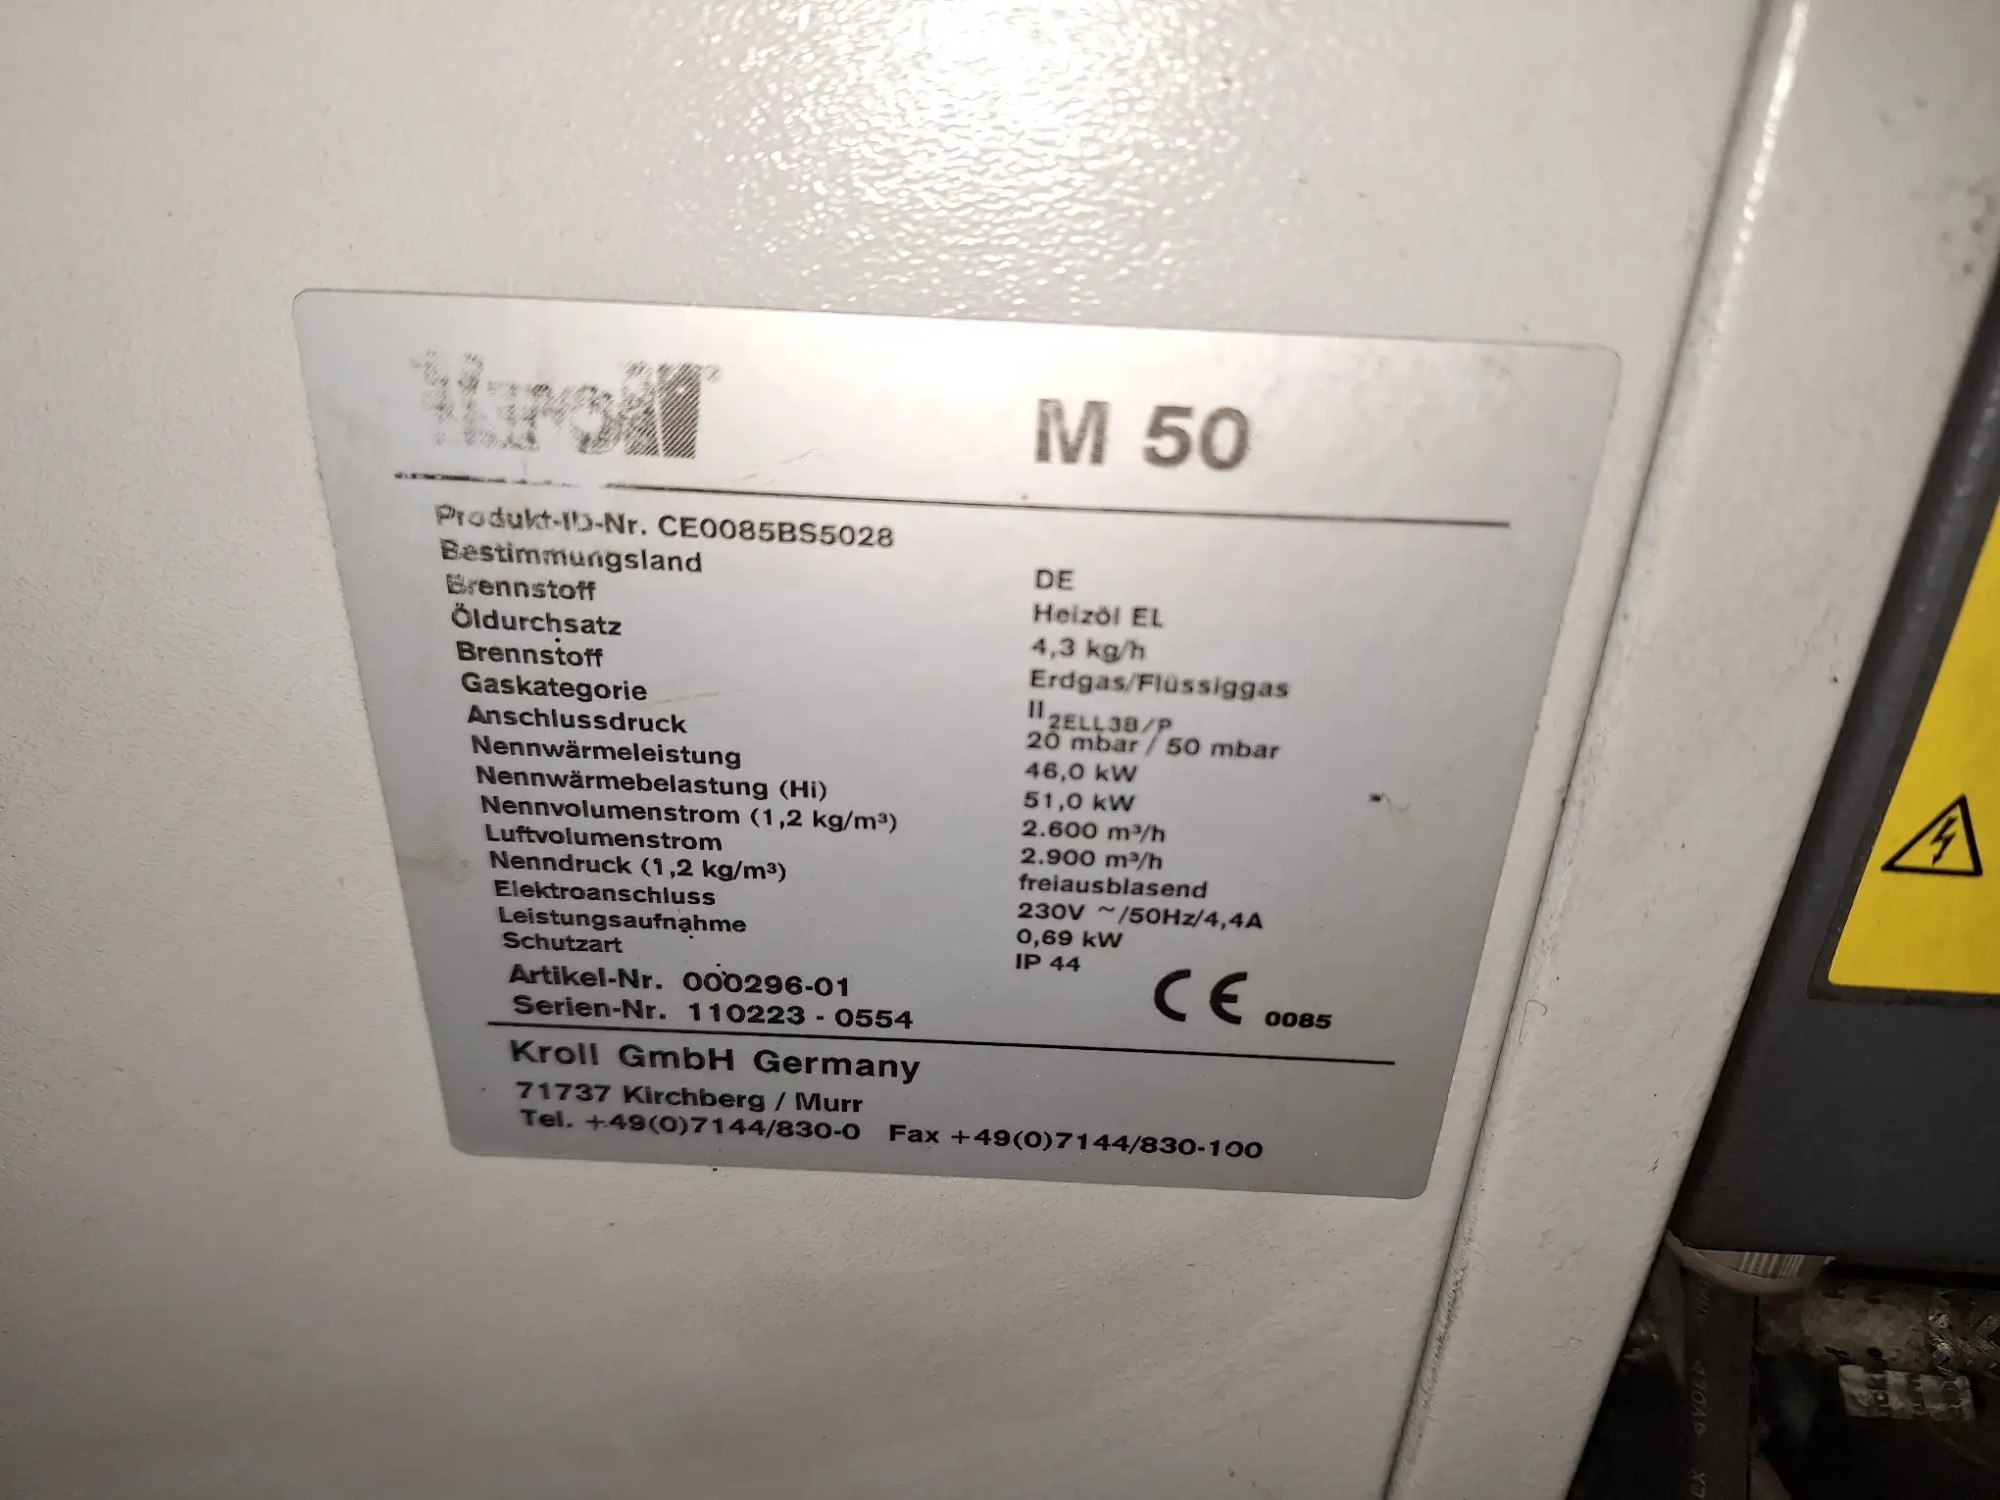 Kroll
M 50
Produkt-ID-Nr. CE0085BS5028
Bestimmungsland DE
Brennstoff Heizöl EL
Öldurchsatz 4,3 kg/h
Brennstoff Erdgas/Flüssiggas
Gaskategorie II2ELL3B/P
Anschlussdruck 20 mbar / 50 mbar
Nennwärmeleistung 46,0 kW
Nennwärmebelastung (Hi) 51,0 kW
Nennvolumenstrom (1,2 kg/m³) 2.600 m³/h
Luftvolumenstrom 2.900 m³/h
Nenndruck (1,2 kg/m³) freiausblasend
Elektroanschluss 230V ~/50Hz/4,4A
Leistungsaufnahme 0,69 kW
Schutzart IP 44
Artikel-Nr. 000296-01
Serien-Nr. 110223 - 0554
CE 0085
Kroll GmbH Germany
71737 Kirchberg / Murr
Tel. +49(0)7144/830-0 Fax +49(0)7144/830-100